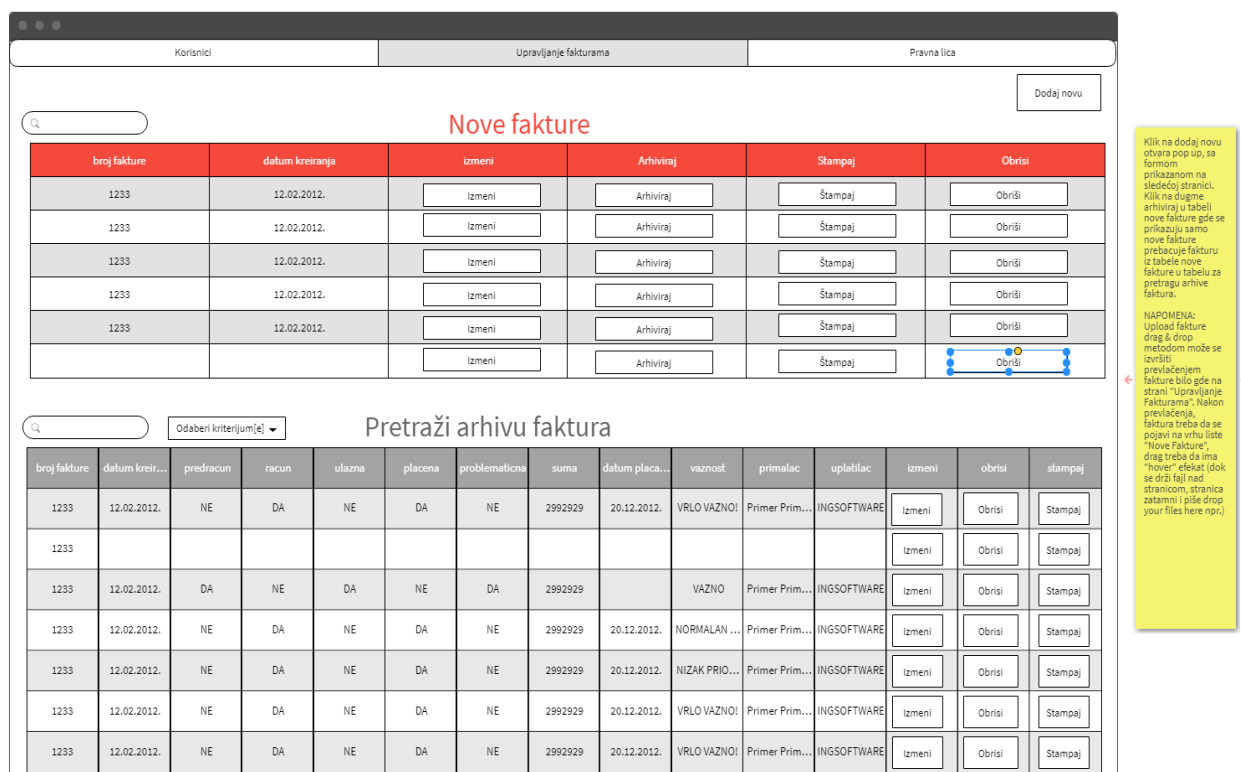 Korisnici Upravljanje fakturama Pravna lica
Dodaj novu
Nove fakture
broj fakture datum kreiranja izmeni Arhiviraj Stampaj Obrisi
1233 12.02.2012. Izmeni Arhiviraj Štampaj Obriši
1233 12.02.2012. Izmeni Arhiviraj Štampaj Obriši
1233 12.02.2012. Izmeni Arhiviraj Štampaj Obriši
1233 12.02.2012. Izmeni Arhiviraj Štampaj Obriši
1233 12.02.2012. Izmeni Arhiviraj Štampaj Obriši
Izmeni Arhiviraj Štampaj Obriši
Odaberi kriterijum[e]
Pretraži arhivu faktura
broj fakture datum kreir... predracun racun ulazna placena problematicna suma datum placa... vaznost primalac uplatilac izmeni obrisi stampaj
1233 12.02.2012. NE DA NE DA NE 2992929 20.12.2012. VRLO VAZNO! Primer Prim... INGSOFTWARE Izmeni Obrisi Stampaj
1233 Izmeni Obrisi Stampaj
1233 12.02.2012. DA NE DA NE DA 2992929 VAZNO Primer Prim... INGSOFTWARE Izmeni Obrisi Stampaj
1233 12.02.2012. NE DA NE DA NE 2992929 20.12.2012. NORMALAN ... Primer Prim... INGSOFTWARE Izmeni Obrisi Stampaj
1233 12.02.2012. NE DA NE DA NE 2992929 20.12.2012. NIZAK PRIO... Primer Prim... INGSOFTWARE Izmeni Obrisi Stampaj
1233 12.02.2012. NE DA NE DA NE 2992929 20.12.2012. VRLO VAZNO! Primer Prim... INGSOFTWARE Izmeni Obrisi Stampaj
1233 12.02.2012. NE DA NE DA NE 2992929 20.12.2012. VRLO VAZNO! Primer Prim... INGSOFTWARE Izmeni Obrisi Stampaj
Klik na dodaj novu
otvara pop up, sa
formom
prikazanom na
sledećoj stranici.
Klik na dugme
arhiviraj u tabeli
nove fakture gde se
prikazuju samo
nove fakture
prebacuje fakturu
iz tabele nove
fakture u tabelu za
pretragu arhive
faktura.
NAPOMENA:
Upload fakture
drag & drop
metodom može se
izvršiti
prevlačenjem
fakture bilo gde na
strani "Upravljanje
Fakturama". Nakon
prevlačenja,
faktura treba da se
pojavi na vrhu liste
"Nove Fakture",
drag treba da ima
"hover" efekat (dok
se drži fajl nad
stranicom, stranica
zatamni i piše drop
your files here npr.)